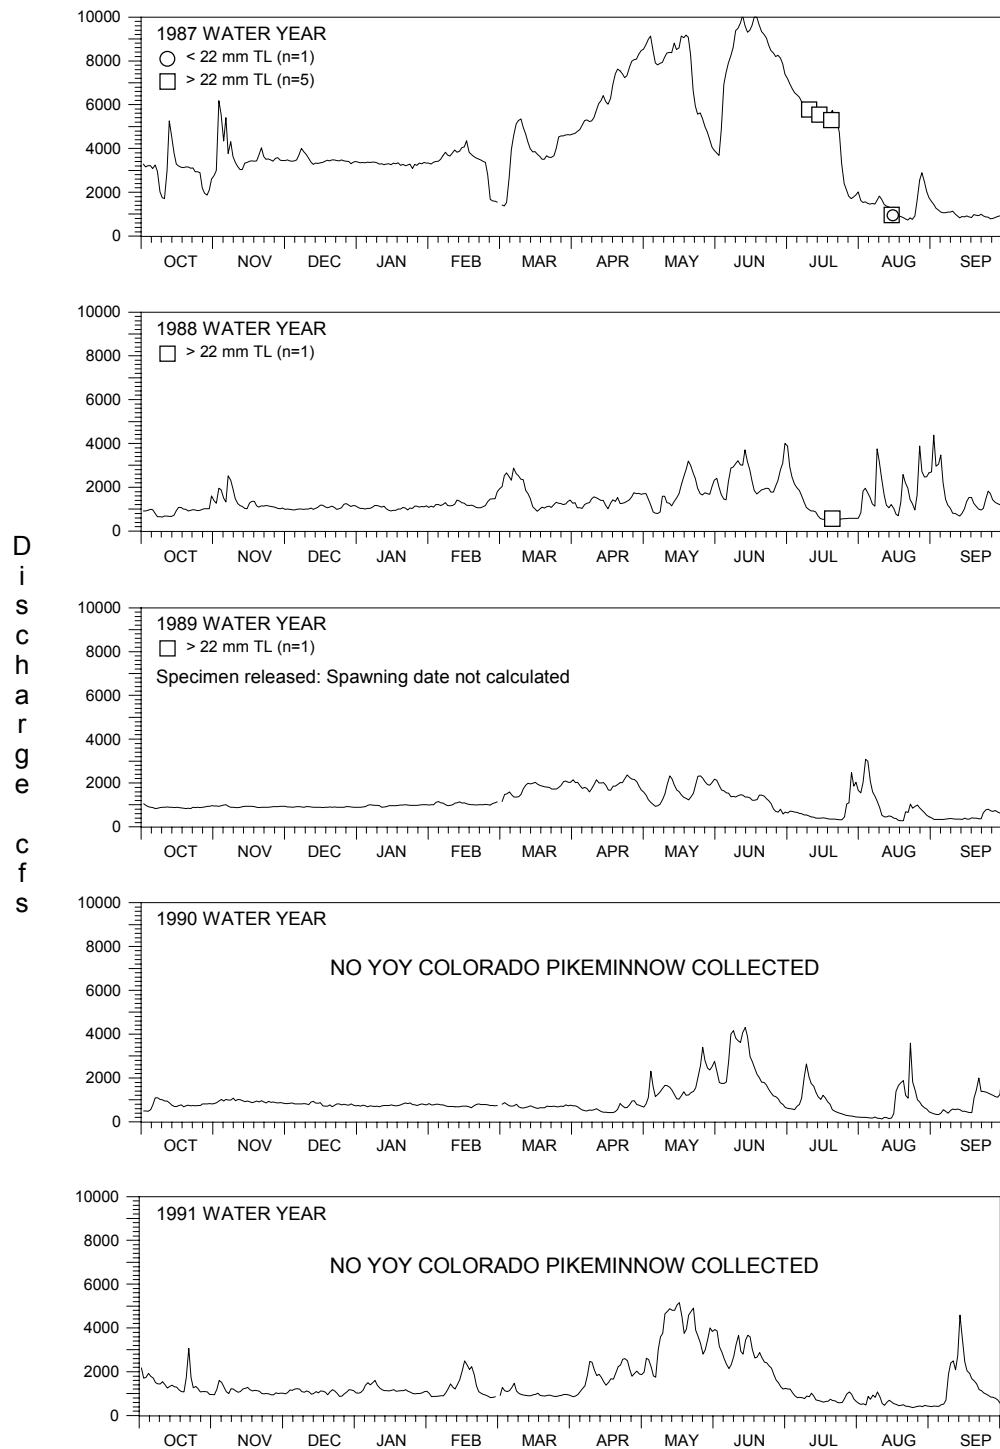 Discharge cfs
1987 WATER YEAR
< 22 mm TL (n=1)
> 22 mm TL (n=5)
10000
8000
6000
4000
2000
0
OCT NOV DEC JAN FEB MAR APR MAY JUN JUL AUG SEP
1988 WATER YEAR
> 22 mm TL (n=1)
10000
8000
6000
4000
2000
0
OCT NOV DEC JAN FEB MAR APR MAY JUN JUL AUG SEP
1989 WATER YEAR
> 22 mm TL (n=1)
Specimen released: Spawning date not calculated
10000
8000
6000
4000
2000
0
OCT NOV DEC JAN FEB MAR APR MAY JUN JUL AUG SEP
1990 WATER YEAR
NO YOY COLORADO PIKEMINNOW COLLECTED
10000
8000
6000
4000
2000
0
OCT NOV DEC JAN FEB MAR APR MAY JUN JUL AUG SEP
1991 WATER YEAR
NO YOY COLORADO PIKEMINNOW COLLECTED
10000
8000
6000
4000
2000
0
OCT NOV DEC JAN FEB MAR APR MAY JUN JUL AUG SEP